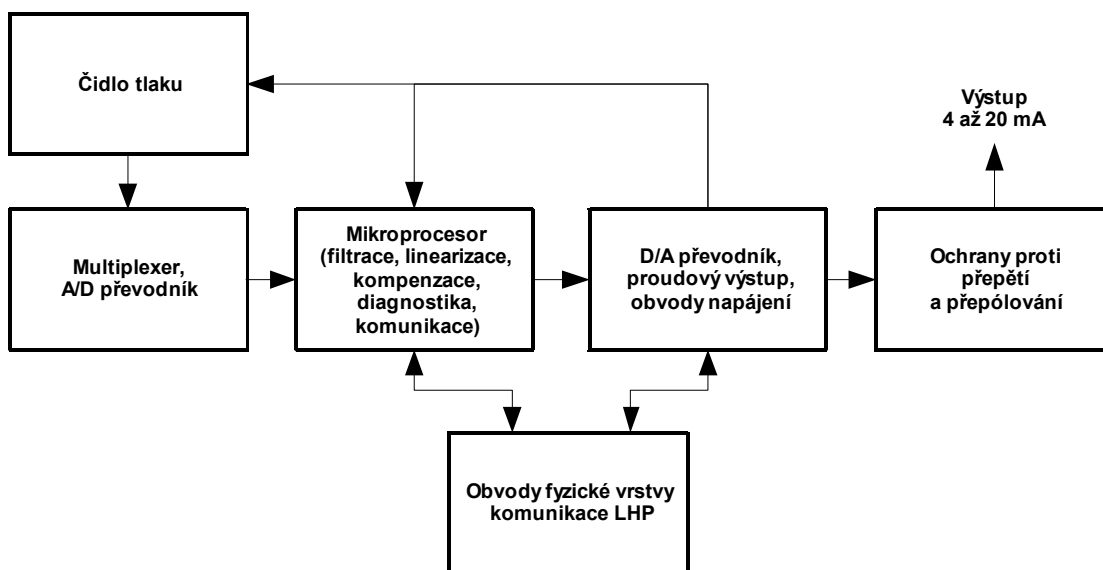 Čidlo tlaku
Výstup
4 až 20 mA
Multiplexer,
A/D převodník
Mikroprocesor
(filtrace, linearizace,
kompenzace,
diagnostika,
komunikace)
D/A převodník,
proudový výstup,
obvody napájení
Ochrany proti
přepětí
a přepólování
Obvody fyzické vrstvy
komunikace LHP